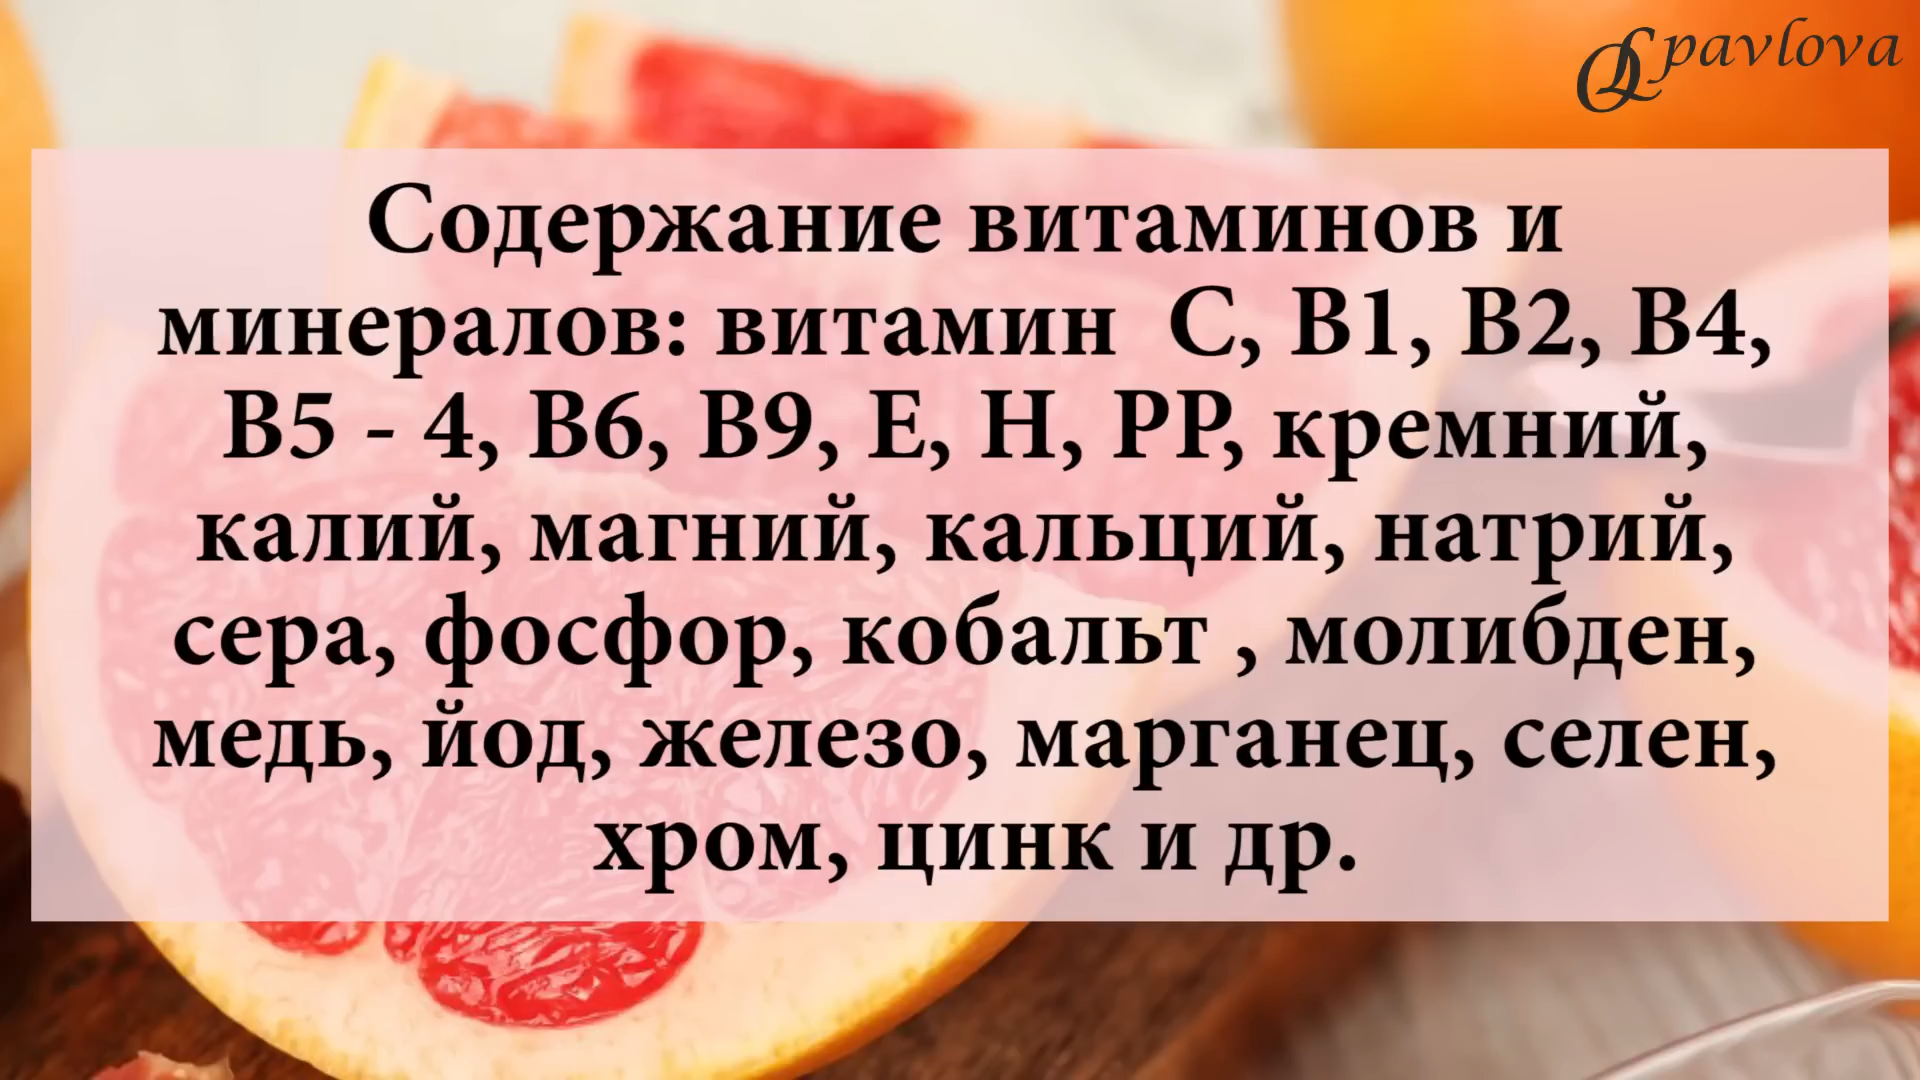 pavlova
Содержание витаминов и
минералов: витамин  С, В1, В2, В4,
В5 - 4, В6, В9, Е, Н, РР, кремний,
калий, магний, кальций, натрий,
сера, фосфор, кобальт , молибден,
медь, йод, железо, марганец, селен,
хром, цинк и др.